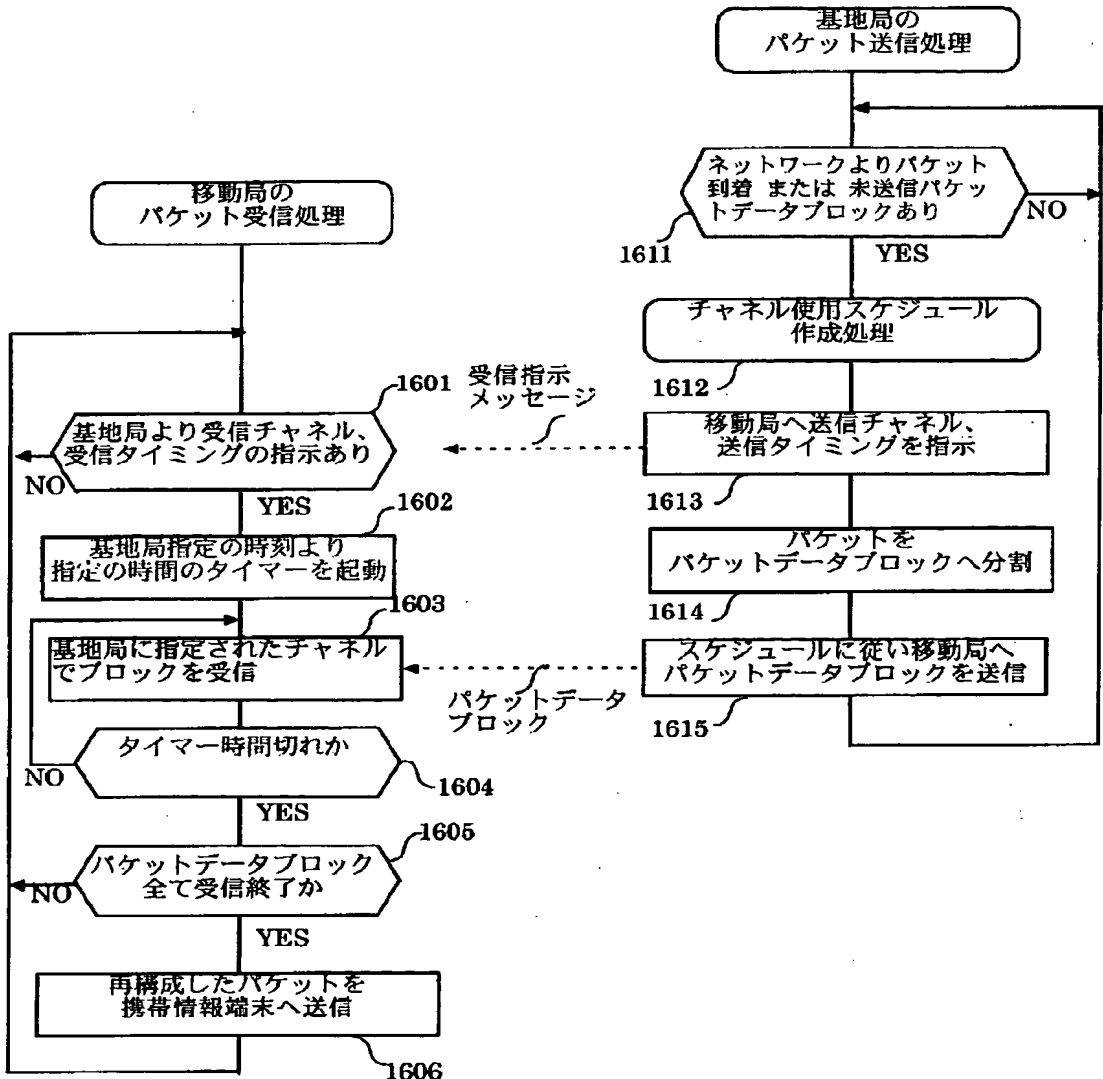 基地局の
パケット送信処理
ネットワークよりパケット
到着 または 未送信パケッ
トデータブロックあり
NO
1611
YES
チャネル使用スケジュール
作成処理
1612
移動局へ送信チャネル、
送信タイミングを指示
1613
パケットを
パケットデータブロックへ分割
1614
スケジュールに従い移動局へ
パケットデータブロックを送信
1615
受信指示
メッセージ
パケットデータ
ブロック
移動局の
パケット受信処理
1601
基地局より受信チャネル、
受信タイミングの指示あり
NO
YES
1602
基地局指定の時刻より
指定の時間のタイマーを起動
1603
基地局に指定されたチャネル
でブロックを受信
タイマー時間切れか
NO
1604
YES
1605
パケットデータブロック
全て受信終了か
NO
YES
再構成したパケットを
携帯情報端末へ送信
1606